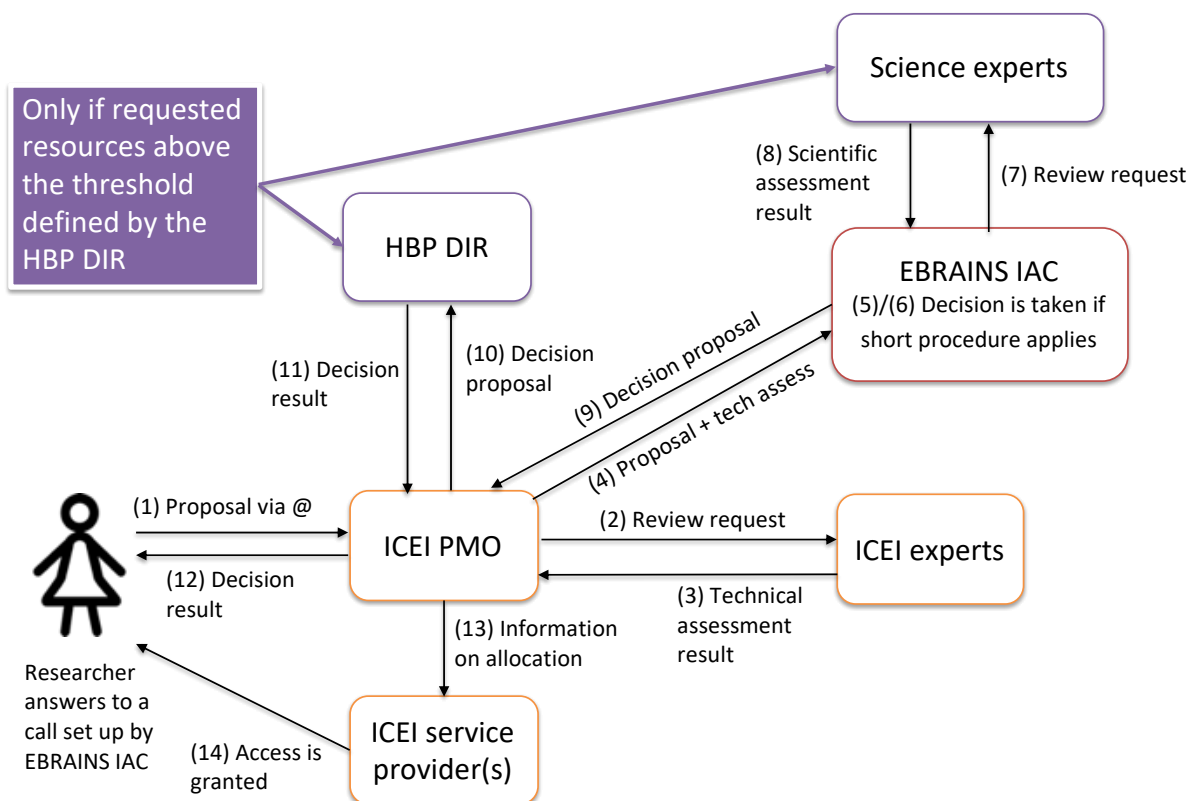 Only if requested
resources above
the threshold
defined by the
HBP DIR
Science experts
(8) Scientific
assessment
result
(7) Review request
HBP DIR
EBRAINS IAC
(5)/(6) Decision is taken if
short procedure applies
(11) Decision
result
(10) Decision
proposal
(9) Decision proposal
(4) Proposal + tech assess
(1) Proposal via @
ICEI PMO
(2) Review request
ICEI experts
(12) Decision
result
(3) Technical
assessment
result
(13) Information
on allocation
Researcher
answers to a
call set up by
EBRAINS IAC
(14) Access is
granted
ICEI service
provider(s)